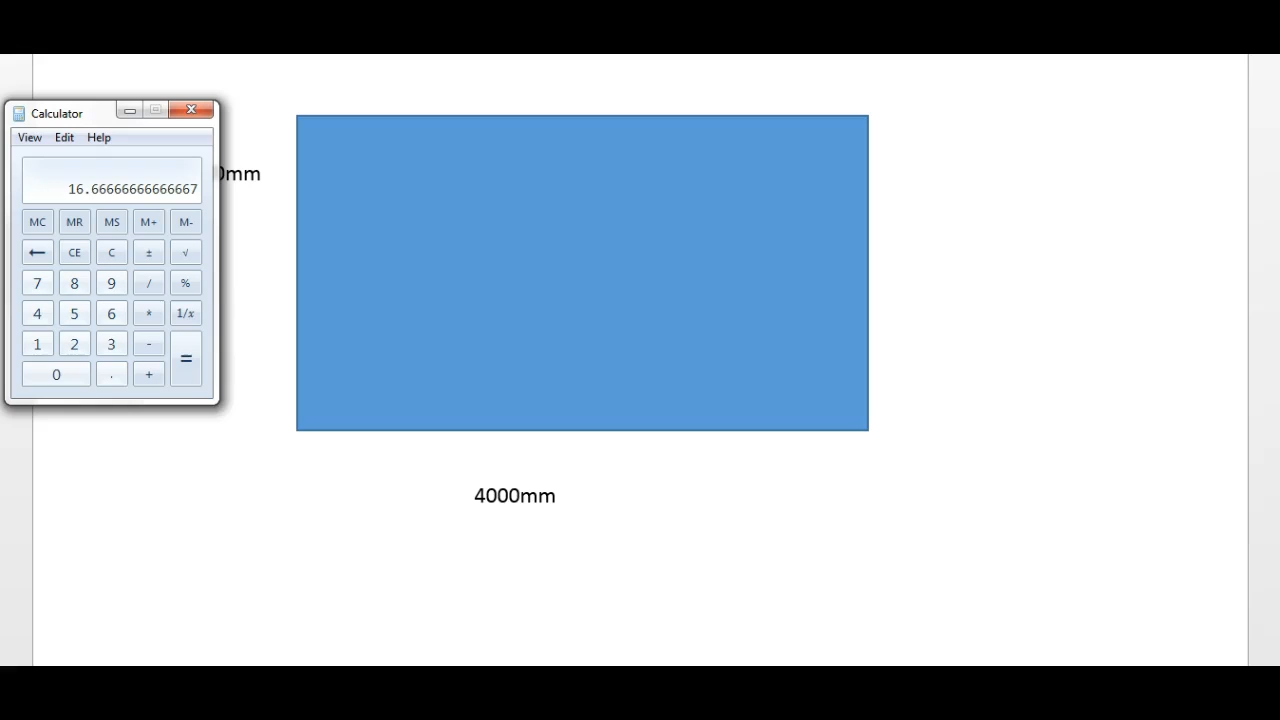 Calculator
View Edit Help
16.66666666666667
0mm
MC MR MS M+ M-
← CE C ± √
7 8 9 / %
4 5 6 * 1/x
1 2 3 -
=
0 . +
4000mm